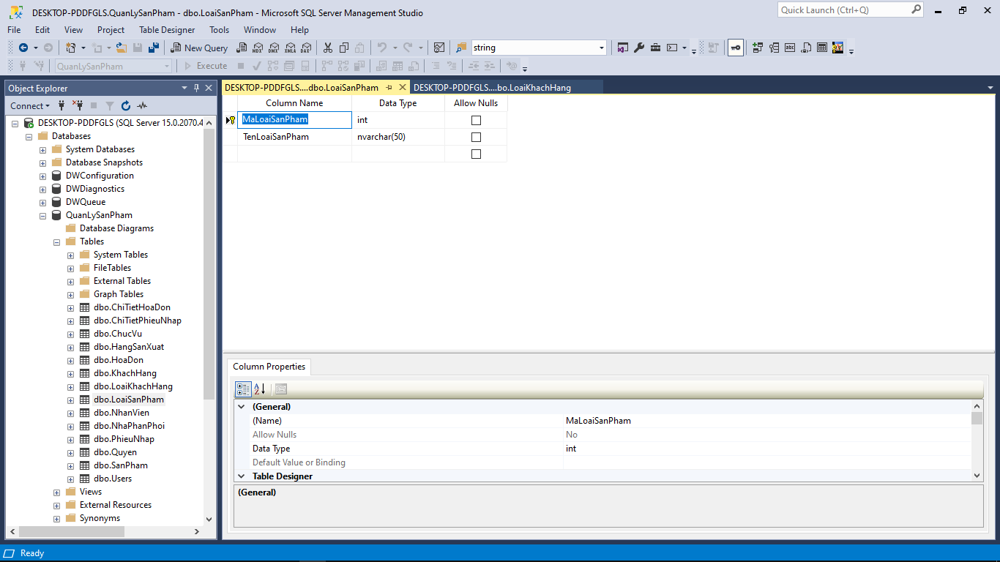 DESKTOP-PDDFGLS.QuanLySanPham - dbo.LoaiSanPham - Microsoft SQL Server Management Studio
Quick Launch (Ctrl+Q)
File Edit View Project Table Designer Tools Window Help
New Query MDX DMX XMLA DAX string
QuanLySanPham Execute
Object Explorer
DESKTOP-PDDFGLS....dbo.LoaiSanPham
DESKTOP-PDDFGLS....bo.LoaiKhachHang
Connect
DESKTOP-PDDFGLS (SQL Server 15.0.2070.4
Databases
System Databases
Database Snapshots
DWConfiguration
DWDiagnostics
DWQueue
QuanLySanPham
Database Diagrams
Tables
System Tables
FileTables
External Tables
Graph Tables
dbo.ChiTietHoaDon
dbo.ChiTietPhieuNhap
dbo.ChucVu
dbo.HangSanXuat
dbo.HoaDon
dbo.KhachHang
dbo.LoaiKhachHang
dbo.LoaiSanPham
dbo.NhanVien
dbo.NhaPhanPhoi
dbo.PhieuNhap
dbo.Quyen
dbo.SanPham
dbo.Users
Views
External Resources
Synonyms
Column Name Data Type Allow Nulls
MaLoaiSanPham int
TenLoaiSanPham nvarchar(50)
Column Properties
(General)
(Name) MaLoaiSanPham
Allow Nulls No
Data Type int
Default Value or Binding
Table Designer
(General)
Ready